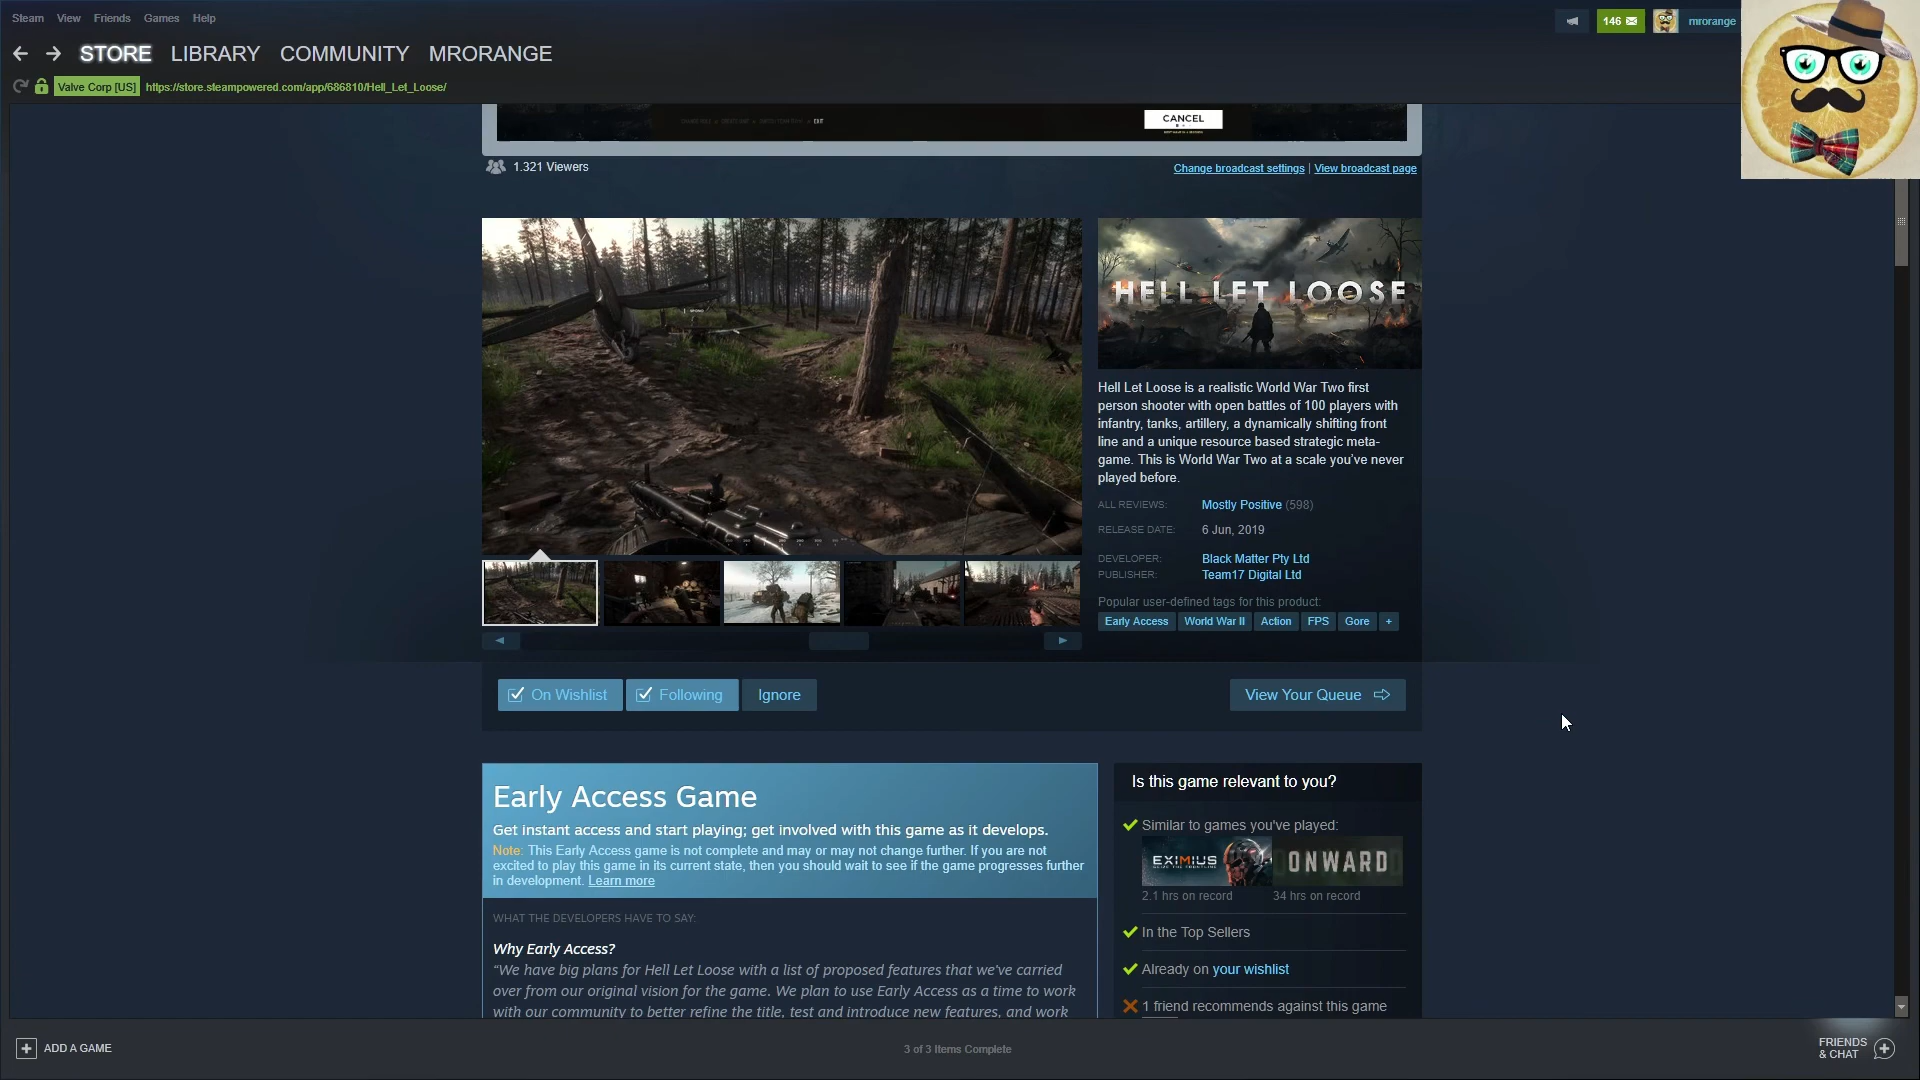 Steam View Friends Games Help
146
mrorange
STORE LIBRARY COMMUNITY MRORANGE
Valve Corp [US] https://store.steampowered.com/app/686810/Hell_Let_Loose/
CANCEL
1.321 Viewers
Change broadcast settings | View broadcast page
HELL LET LOOSE
Hell Let Loose is a realistic World War Two first
person shooter with open battles of 100 players with
infantry, tanks, artillery, a dynamically shifting front
line and a unique resource based strategic meta-
game. This is World War Two at a scale you've never
played before.
ALL REVIEWS: Mostly Positive (598)
RELEASE DATE: 6 Jun, 2019
DEVELOPER: Black Matter Pty Ltd
PUBLISHER: Team17 Digital Ltd
Popular user-defined tags for this product:
Early Access World War II Action FPS Gore +
On Wishlist Following Ignore View Your Queue
Early Access Game
Get instant access and start playing; get involved with this game as it develops.
Note: This Early Access game is not complete and may or may not change further. If you are not
excited to play this game in its current state, then you should wait to see if the game progresses further
in development. Learn more
WHAT THE DEVELOPERS HAVE TO SAY:
Why Early Access?
“We have big plans for Hell Let Loose with a list of proposed features that we've carried
over from our original vision for the game. We plan to use Early Access as a time to work
with our community to better refine the title, test and introduce new features, and work
Is this game relevant to you?
Similar to games you've played:
EXIMIUS ONWARD
2.1 hrs on record 34 hrs on record
In the Top Sellers
Already on your wishlist
1 friend recommends against this game
ADD A GAME
3 of 3 Items Complete
FRIENDS
& CHAT